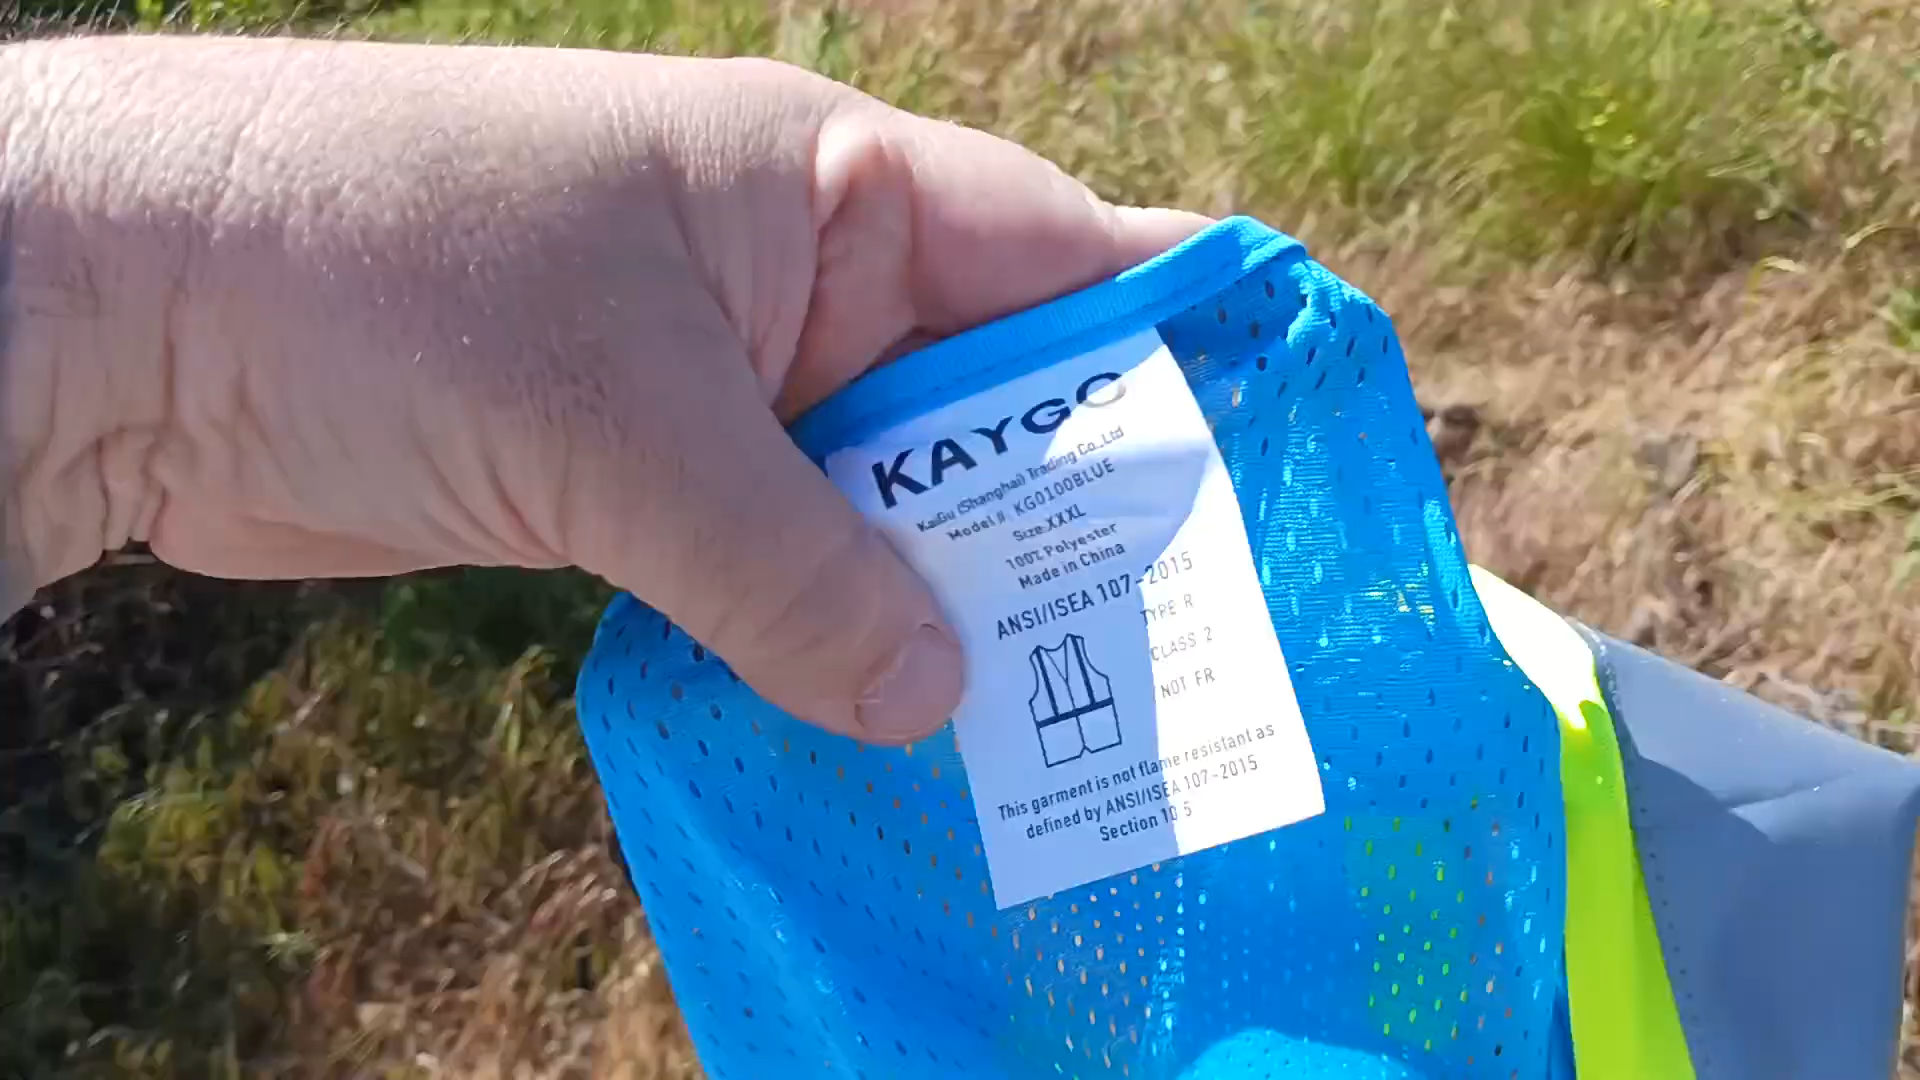 KAYGO
KaiGu (Shanghai) Trading Co.,Ltd
Model #: KG0100BLUE
Size:XXXL
100% Polyester
Made in China
ANSI/ISEA 107-2015
TYPE R
CLASS 2
NOT FR
This garment is not flame resistant as
defined by ANSI/ISEA 107-2015
Section 10 5